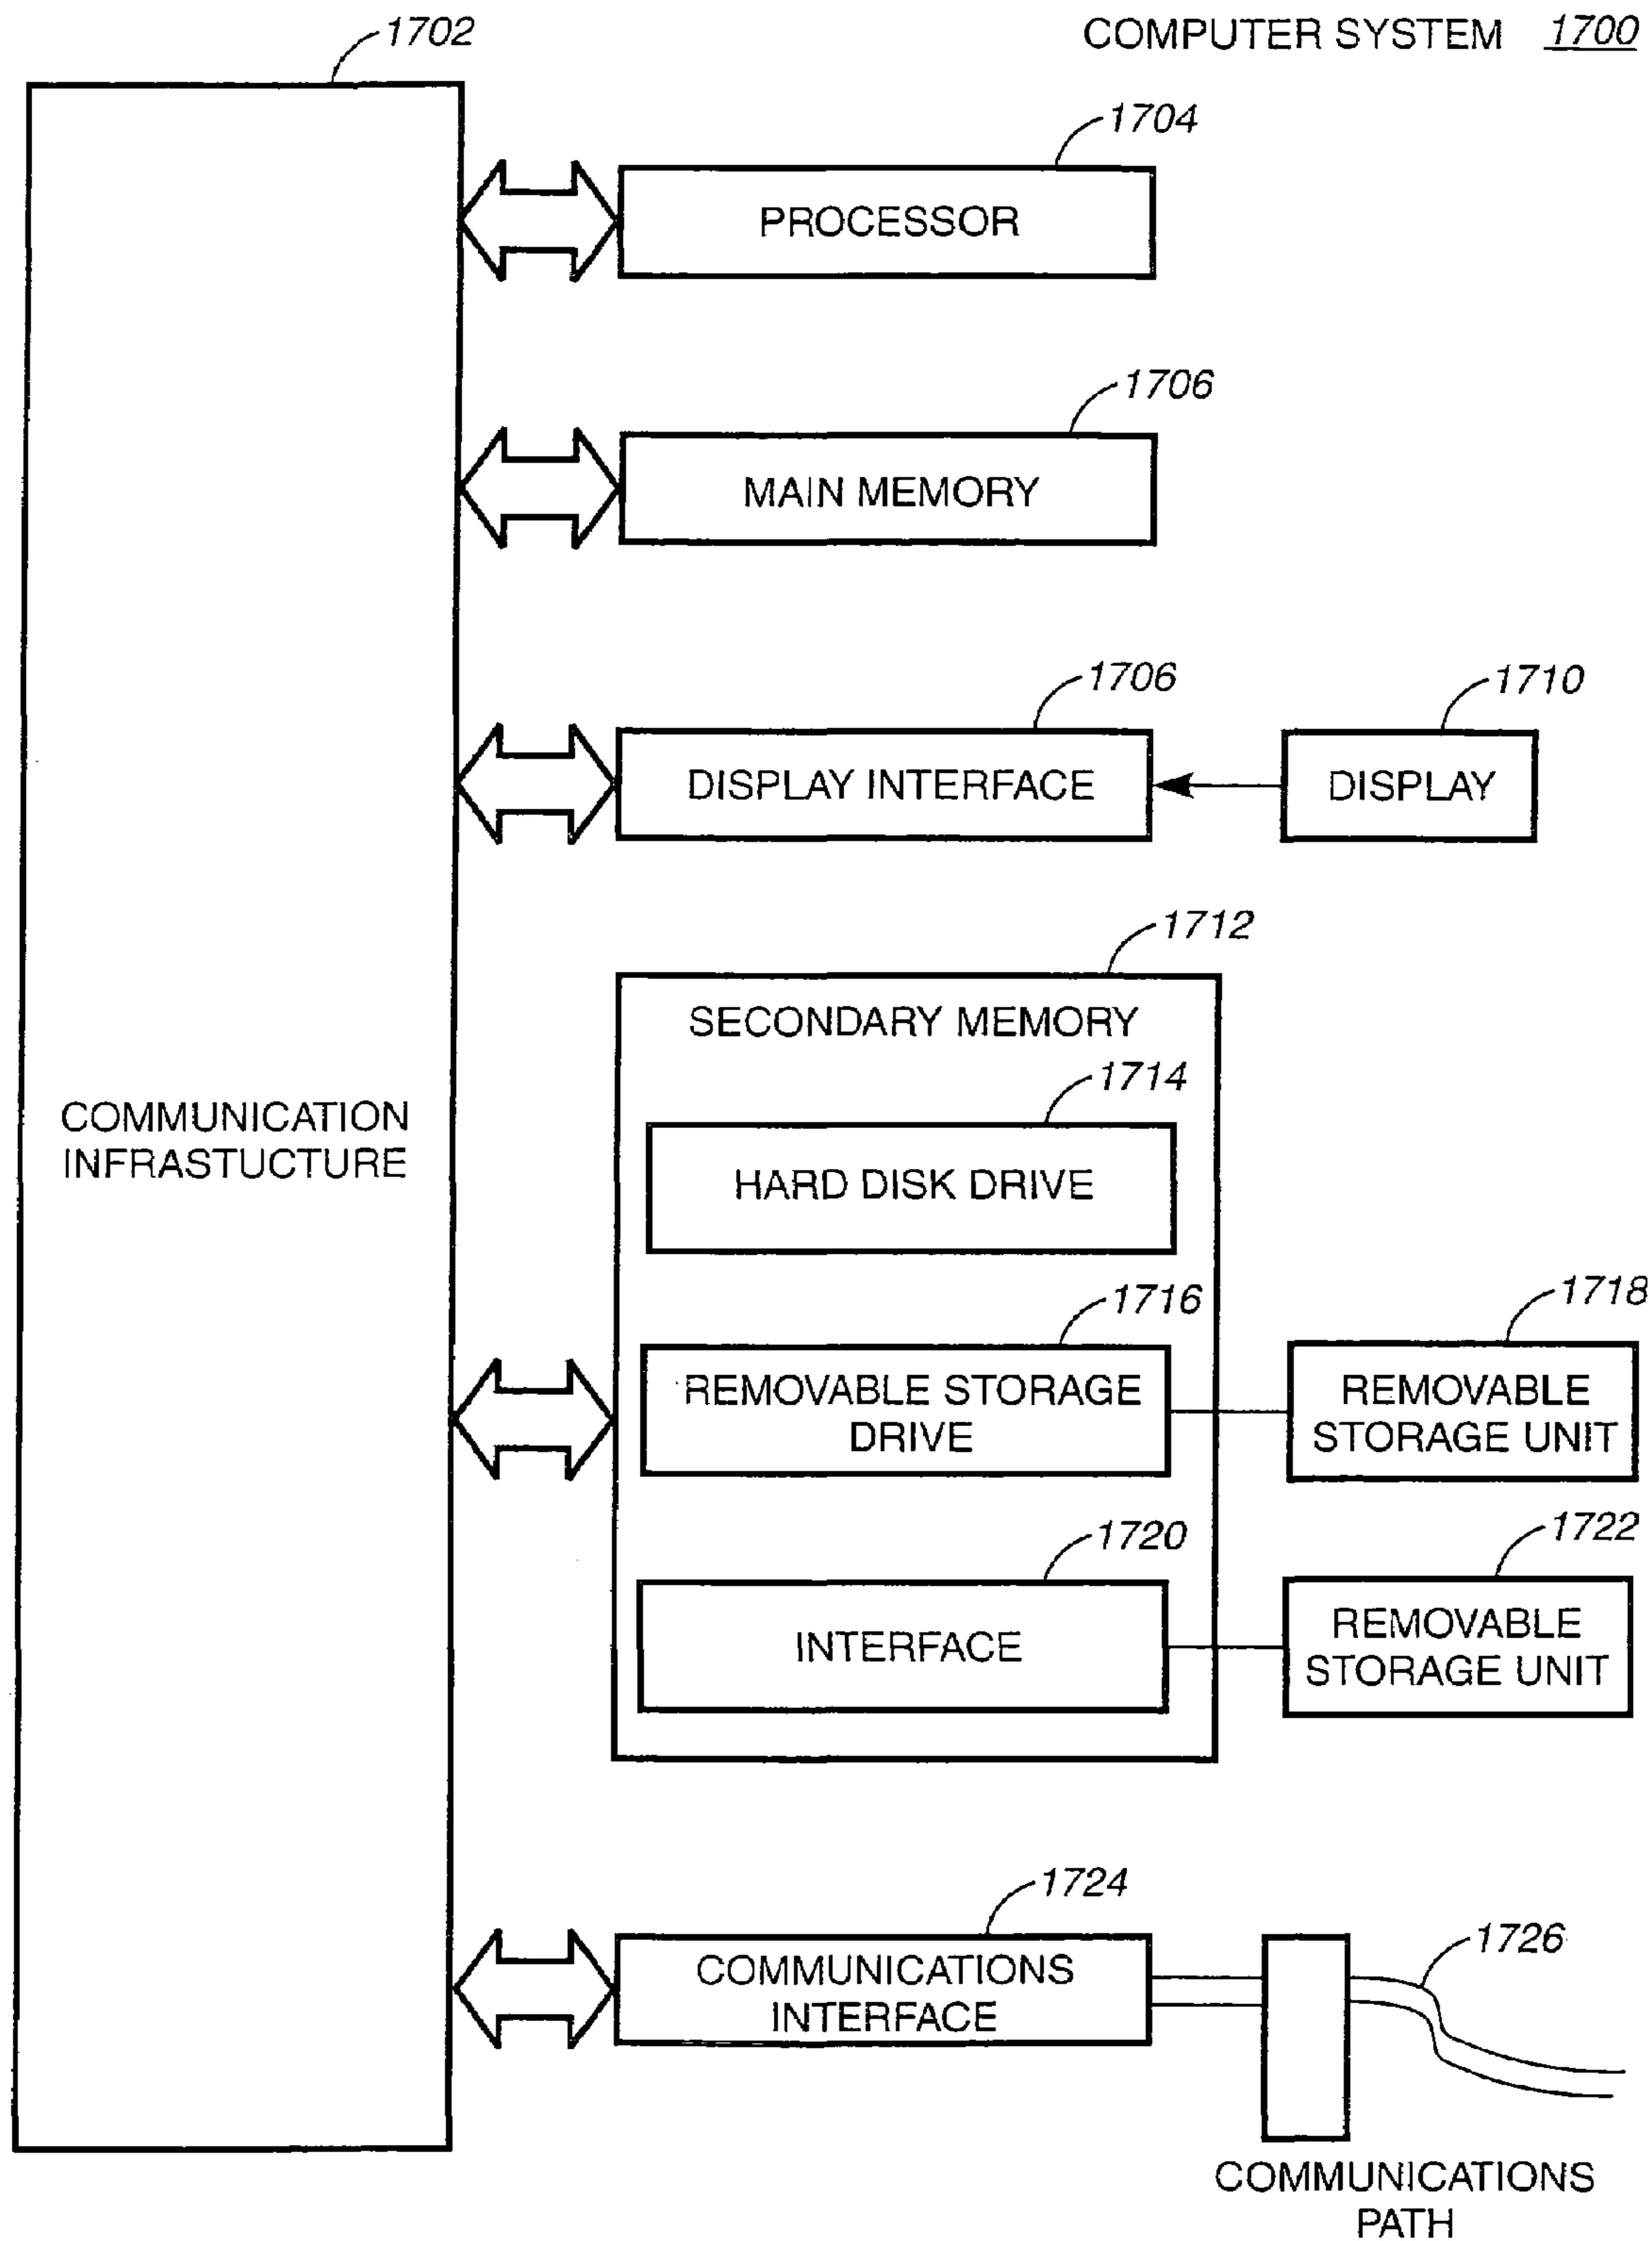 COMPUTER SYSTEM 1700
1702
1704
PROCESSOR
1706
MAIN MEMORY
1706
DISPLAY INTERFACE
1710
DISPLAY
1712
SECONDARY MEMORY
1714
HARD DISK DRIVE
COMMUNICATION
INFRASTUCTURE
1716
REMOVABLE STORAGE
DRIVE
1718
REMOVABLE
STORAGE UNIT
1720
INTERFACE
1722
REMOVABLE
STORAGE UNIT
1724
COMMUNICATIONS
INTERFACE
1726
COMMUNICATIONS
PATH